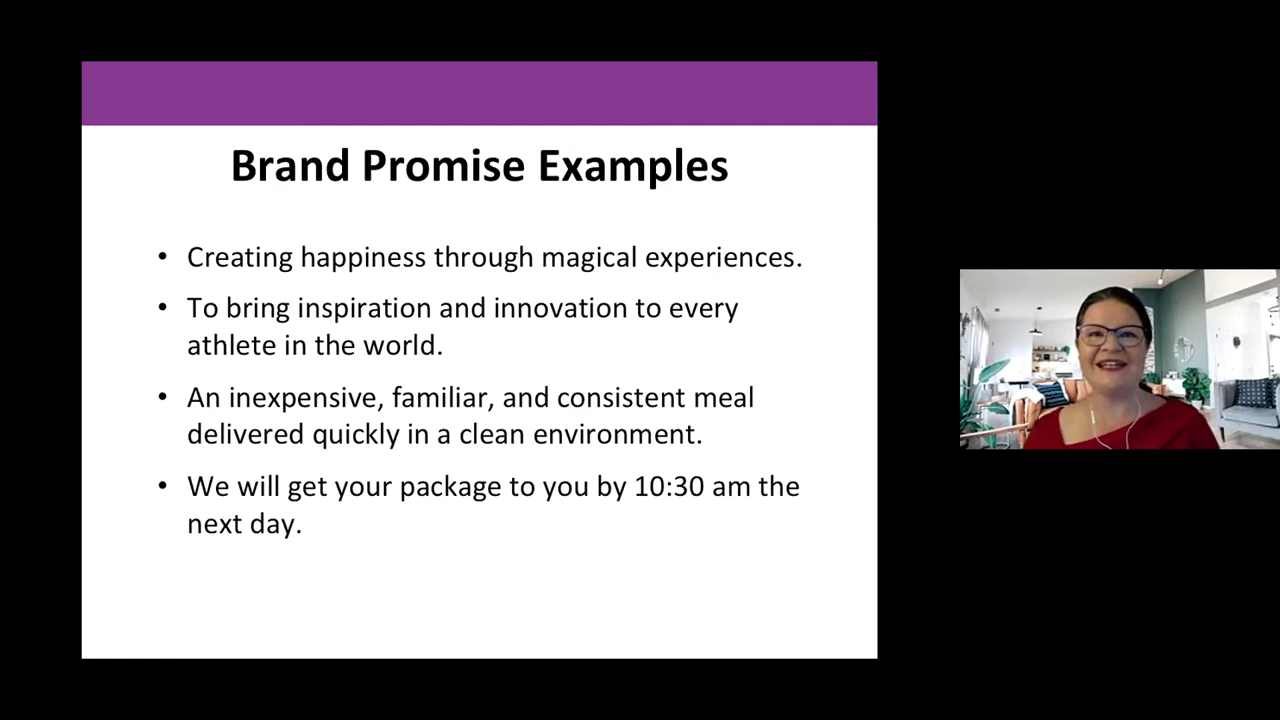 Brand Promise Examples
• Creating happiness through magical experiences.
• To bring inspiration and innovation to every
athlete in the world.
• An inexpensive, familiar, and consistent meal
delivered quickly in a clean environment.
• We will get your package to you by 10:30 am the
next day.